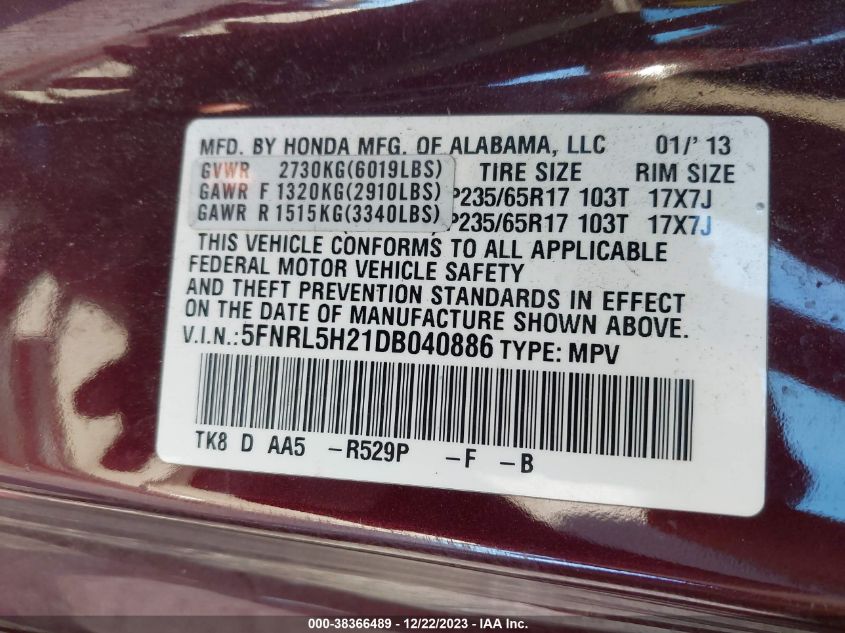 MFD. BY HONDA MFG. OF ALABAMA, LLC 01/'13
GVWR 2730KG(6019LBS) TIRE SIZE RIM SIZE
GAWR F 1320KG(2910LBS) P235/65R17 103T 17X7J
GAWR R 1515KG(3340LBS) P235/65R17 103T 17X7J
THIS VEHICLE CONFORMS TO ALL APPLICABLE
FEDERAL MOTOR VEHICLE SAFETY
AND THEFT PREVENTION STANDARDS IN EFFECT
ON THE DATE OF MANUFACTURE SHOWN ABOVE.
V.I.N.:5FNRL5H21DB040886 TYPE: MPV
TK8 D AA5 -R529P -F -B
000-38366489 - 12/22/2023 - IAA Inc.